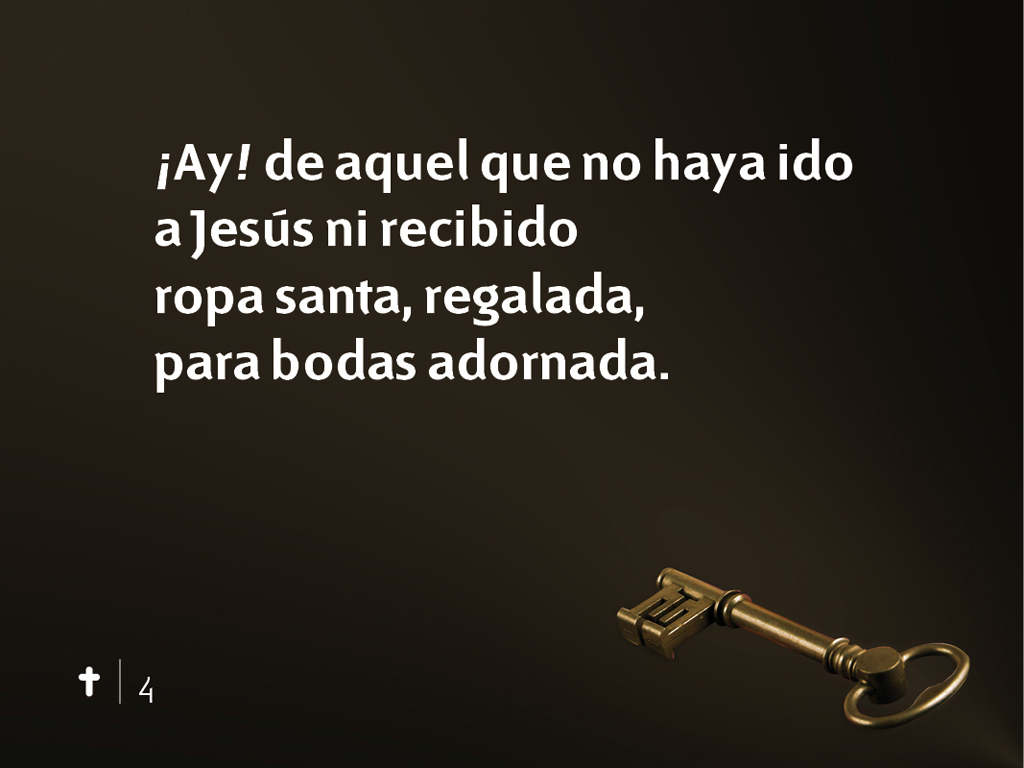 ¡Ay! de aquel que no haya ido
a Jesús ni recibido
ropa santa, regalada,
para bodas adornada.
4